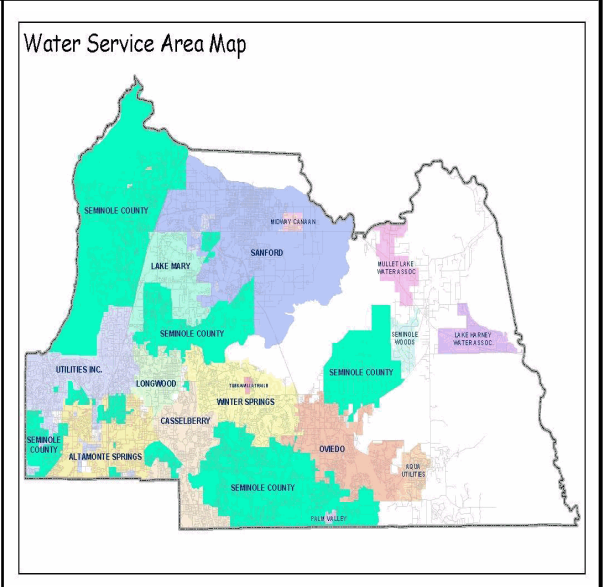 Water Service Area Map
SEMINOLE COUNTY
MIDWAY CANAAN
SANFORD
LAKE MARY
MULLET LAKE
WATER ASSOC
SEMINOLE COUNTY
SEMINOLE
WOODS
LAKE HARNEY
WATER ASSOC.
UTILITIES INC.
SEMINOLE COUNTY
LONGWOOD
WINTER SPRINGS
CASSELBERRY
SEMINOLE
COUNTY
ALTAMONTE SPRINGS
OVIEDO
AQUA
UTILITIES
SEMINOLE COUNTY
PALM VALLEY